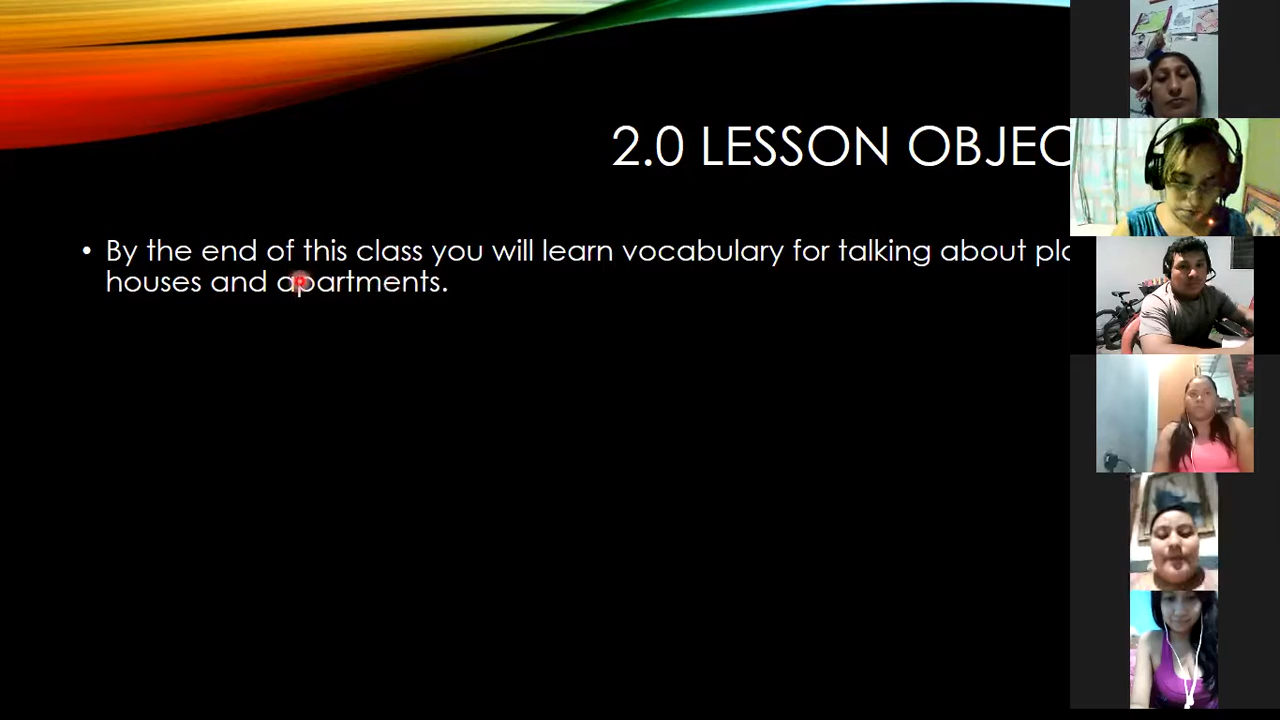 2.0 LESSON OBJEC
• By the end of this class you will learn vocabulary for talking about pla
houses and apartments.